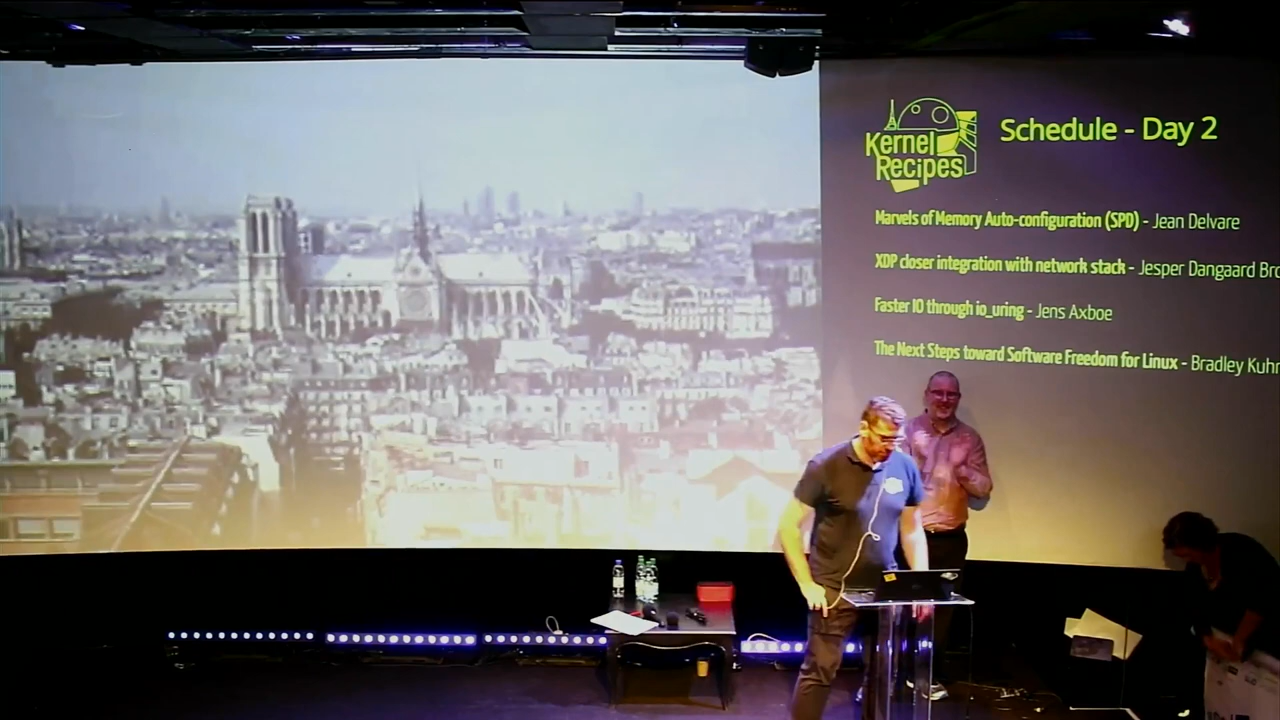 Kernel
Recipes
Schedule - Day 2
Marvels of Memory Auto-configuration (SPD) - Jean Delvare
XDP closer integration with network stack - Jesper Dangaard Bro
Faster IO through io_uring - Jens Axboe
The Next Steps toward Software Freedom for Linux - Bradley Kuhn